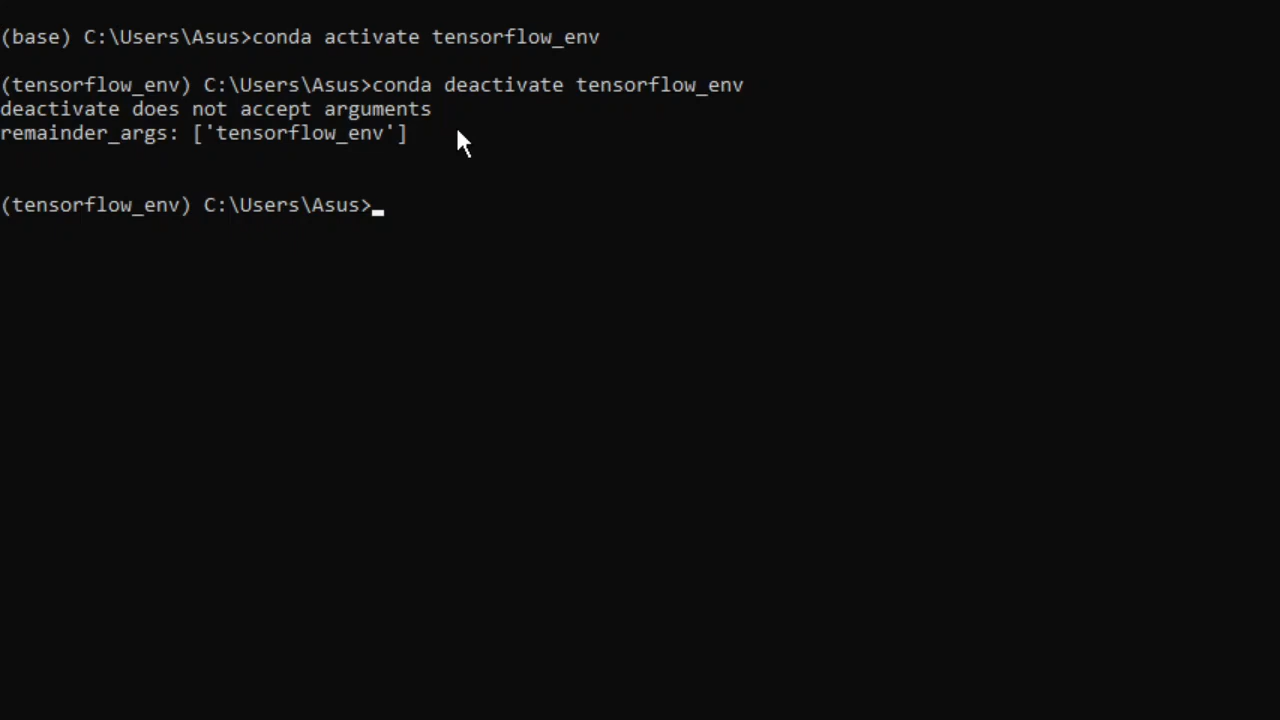 (base) C:\Users\Asus>conda activate tensorflow_env
(tensorflow_env) C:\Users\Asus>conda deactivate tensorflow_env
deactivate does not accept arguments
remainder_args: ['tensorflow_env']
(tensorflow_env) C:\Users\Asus>